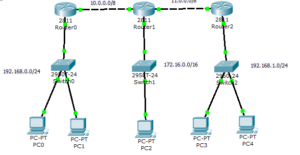 10.0.0.0/8
2811
Router0
2811
Router1
2811
Router2
192.168.0.0/24
2950T-24
Switch0
2950T-24
Switch1
172.16.0.0/16
Switch2
192.168.1.0/24
PC-PT
PC0
PC-PT
PC1
PC-PT
PC2
PC-PT
PC3
PC-PT
PC4